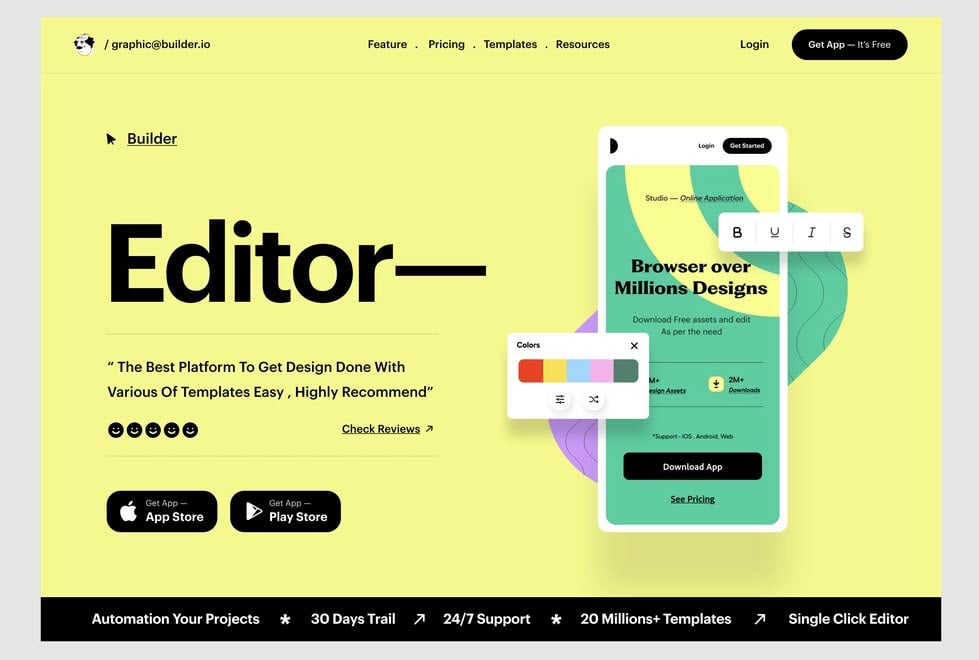 / graphic@builder.io
Feature . Pricing . Templates . Resources
Login
Get App — It's Free
Builder
Editor—
“ The Best Platform To Get Design Done With
Various Of Templates Easy , Highly Recommend”
Check Reviews ↗
Get App —
App Store
Get App —
Play Store
Login
Get Started
Studio — Online Application
B U I S
Browser over
Millions Designs
Download Free assets and edit
As per the need
Colors
M+
esign Assets
2M+
Downloads
*Support - iOS , Android, Web
Download App
See Pricing
Automation Your Projects * 30 Days Trail ↗ 24/7 Support * 20 Millions+ Templates ↗ Single Click Editor